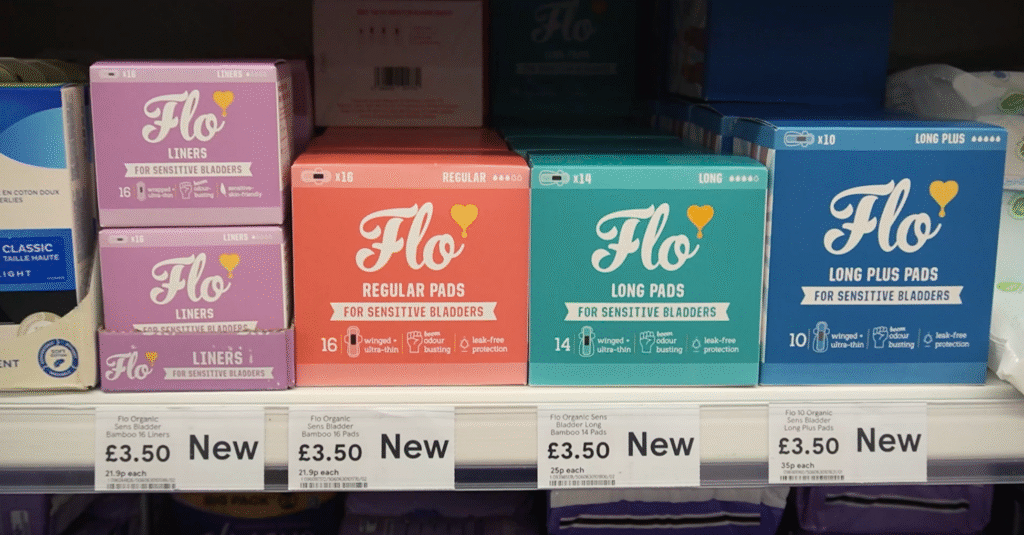 EN COTON DOUX
CLASSIC
TAILLE HAUTE
x16
LINERS
Flo
LINERS
FOR SENSITIVE BLADDERS
16
winged +
ultra-thin
boom
odour-
busting
sensitive-
skin-friendly
x16
LINERS
Flo
LINERS
FOR SENSITIVE BLADDERS
Flo
LINERS
FOR SENSITIVE BLADDERS
x16
REGULAR
Flo
REGULAR PADS
FOR SENSITIVE BLADDERS
16
winged +
ultra-thin
boom
odour
busting
leak-free
protection
Flo
x14
LONG
Flo
LONG PADS
FOR SENSITIVE BLADDERS
14
winged +
ultra-thin
boom
odour
busting
leak-free
protection
x10
LONG PLUS
Flo
LONG PLUS PADS
FOR SENSITIVE BLADDERS
10
winged +
ultra-thin
boom
odour
busting
leak-free
protection
Flo Organic
Sens Bladder
Bamboo 16 Liners
£3.50
21.9p each
New
Flo Organic
Sens Bladder
Bamboo 16 Pads
£3.50
21.9p each
New
Flo Organic Sens
Bladder Long
Bamboo 14 Pads
£3.50
25p each
New
Flo 10 Organic
Sens Bladder
Long Plus Pads
£3.50
35p each
New